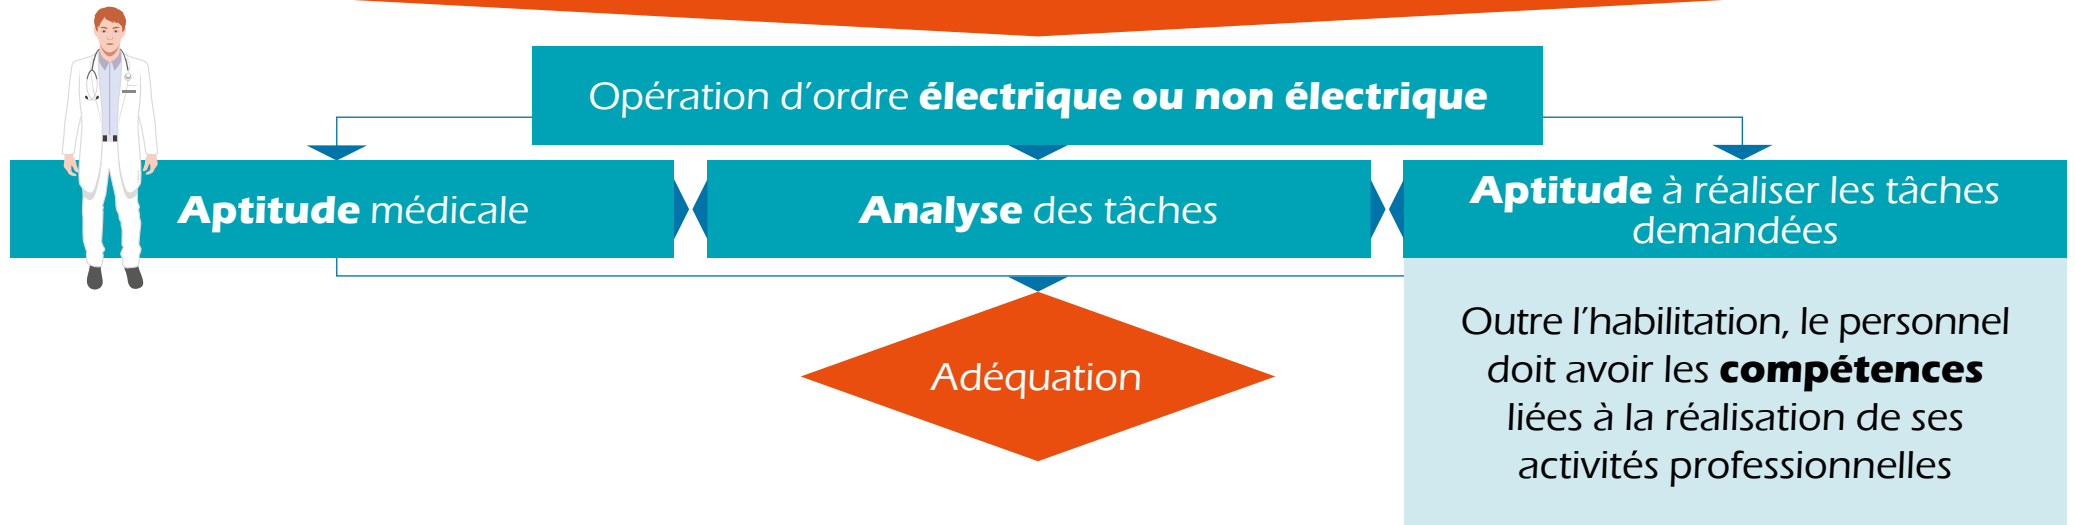 Opération d’ordre électrique ou non électrique
Aptitude médicale
Analyse des tâches
Aptitude à réaliser les tâches
demandées
Adéquation
Outre l’habilitation, le personnel
doit avoir les compétences
liées à la réalisation de ses
activités professionnelles